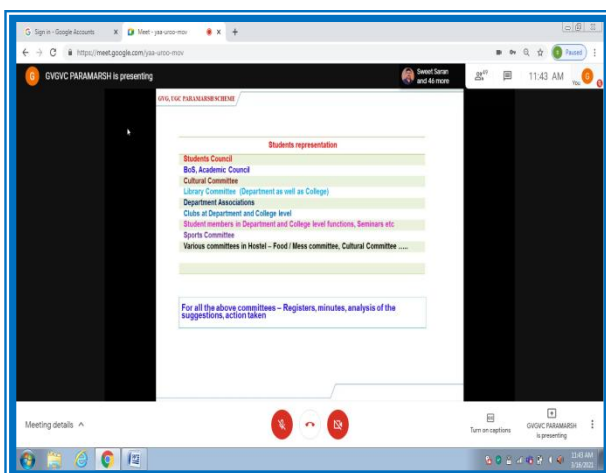 Sign in - Google Accounts
Meet - yaa-uroo-mov
https://meet.google.com/yaa-uroo-mov
Paused
G GVGVC PARAMARSH is presenting
Sweet Saran
and 46 more
11:43 AM
You
GVG, UGC PARAMARSH SCHEME
Students representation
Students Council
BoS, Academic Council
Cultural Committee
Library Committee (Department as well as College)
Department Associations
Clubs at Department and College level
Student members in Department and College level functions, Seminars etc
Sports Committee
Various committees in Hostel – Food / Mess committee, Cultural Committee .....
For all the above committees – Registers, minutes, analysis of the
suggestions, action taken
Meeting details
Turn on captions
GVGVC PARAMARSH
is presenting
11:43 AM